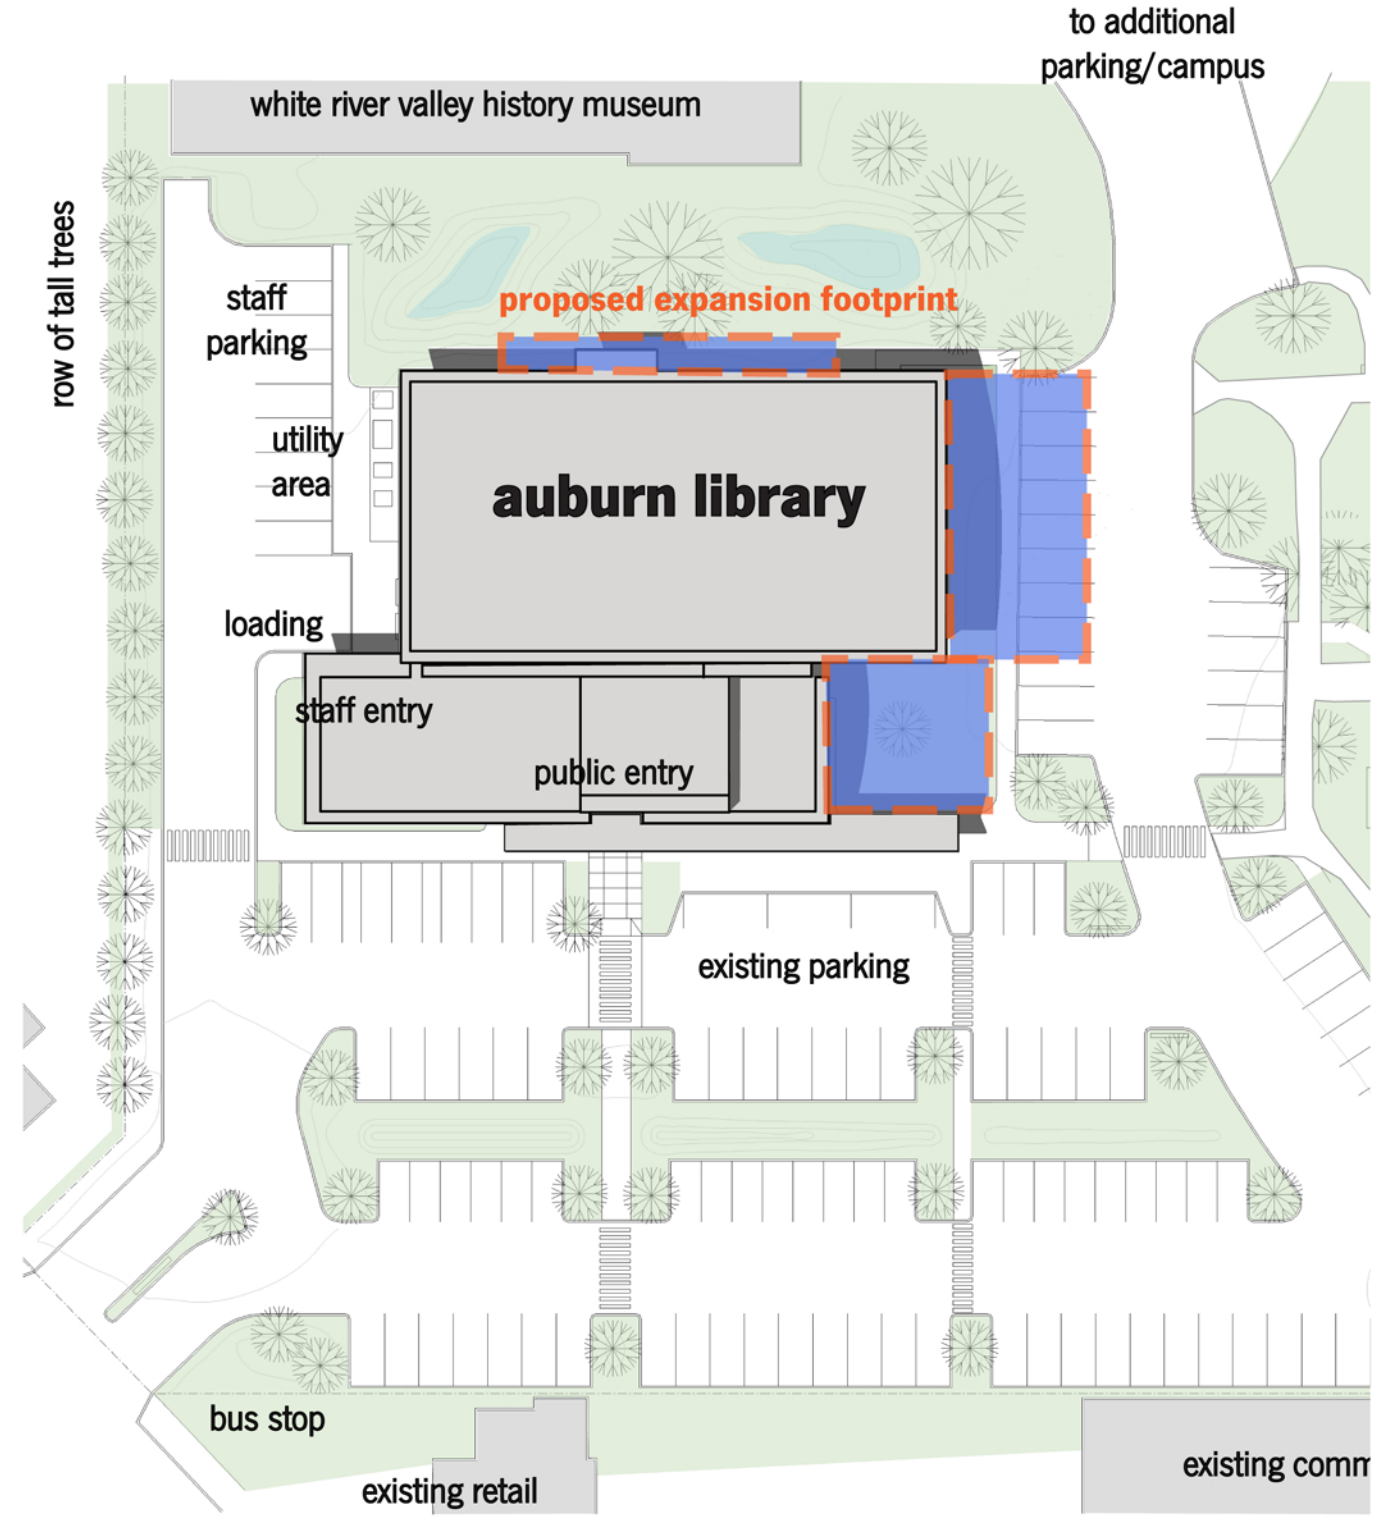 to additional
parking/campus
white river valley history museum
row of tall trees
staff
parking
proposed expansion footprint
utility
area
auburn library
loading
staff entry
public entry
existing parking
bus stop
existing retail
existing comm